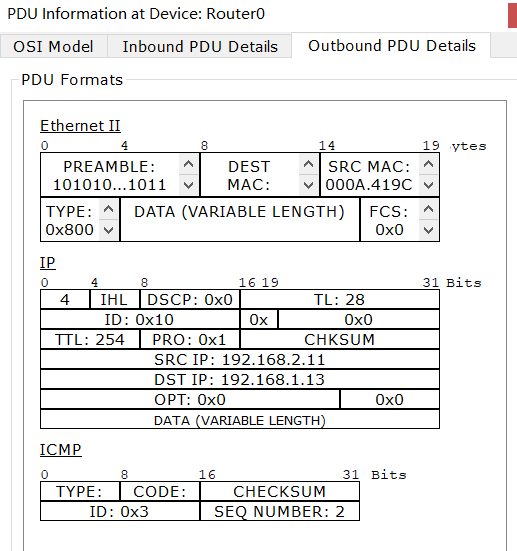 PDU Information at Device: Router0
OSI Model Inbound PDU Details Outbound PDU Details
PDU Formats
Ethernet II
0 4 8 14 19 ytes
PREAMBLE: DEST SRC MAC:
101010...1011 MAC: 000A.419C
TYPE: DATA (VARIABLE LENGTH) FCS:
0x800 0x0
IP
0 4 8 16 19 31 Bits
4 IHL DSCP: 0x0 TL: 28
ID: 0x10 0x 0x0
TTL: 254 PRO: 0x1 CHKSUM
SRC IP: 192.168.2.11
DST IP: 192.168.1.13
OPT: 0x0 0x0
DATA (VARIABLE LENGTH)
ICMP
0 8 16 31 Bits
TYPE: CODE: CHECKSUM
ID: 0x3 SEQ NUMBER: 2